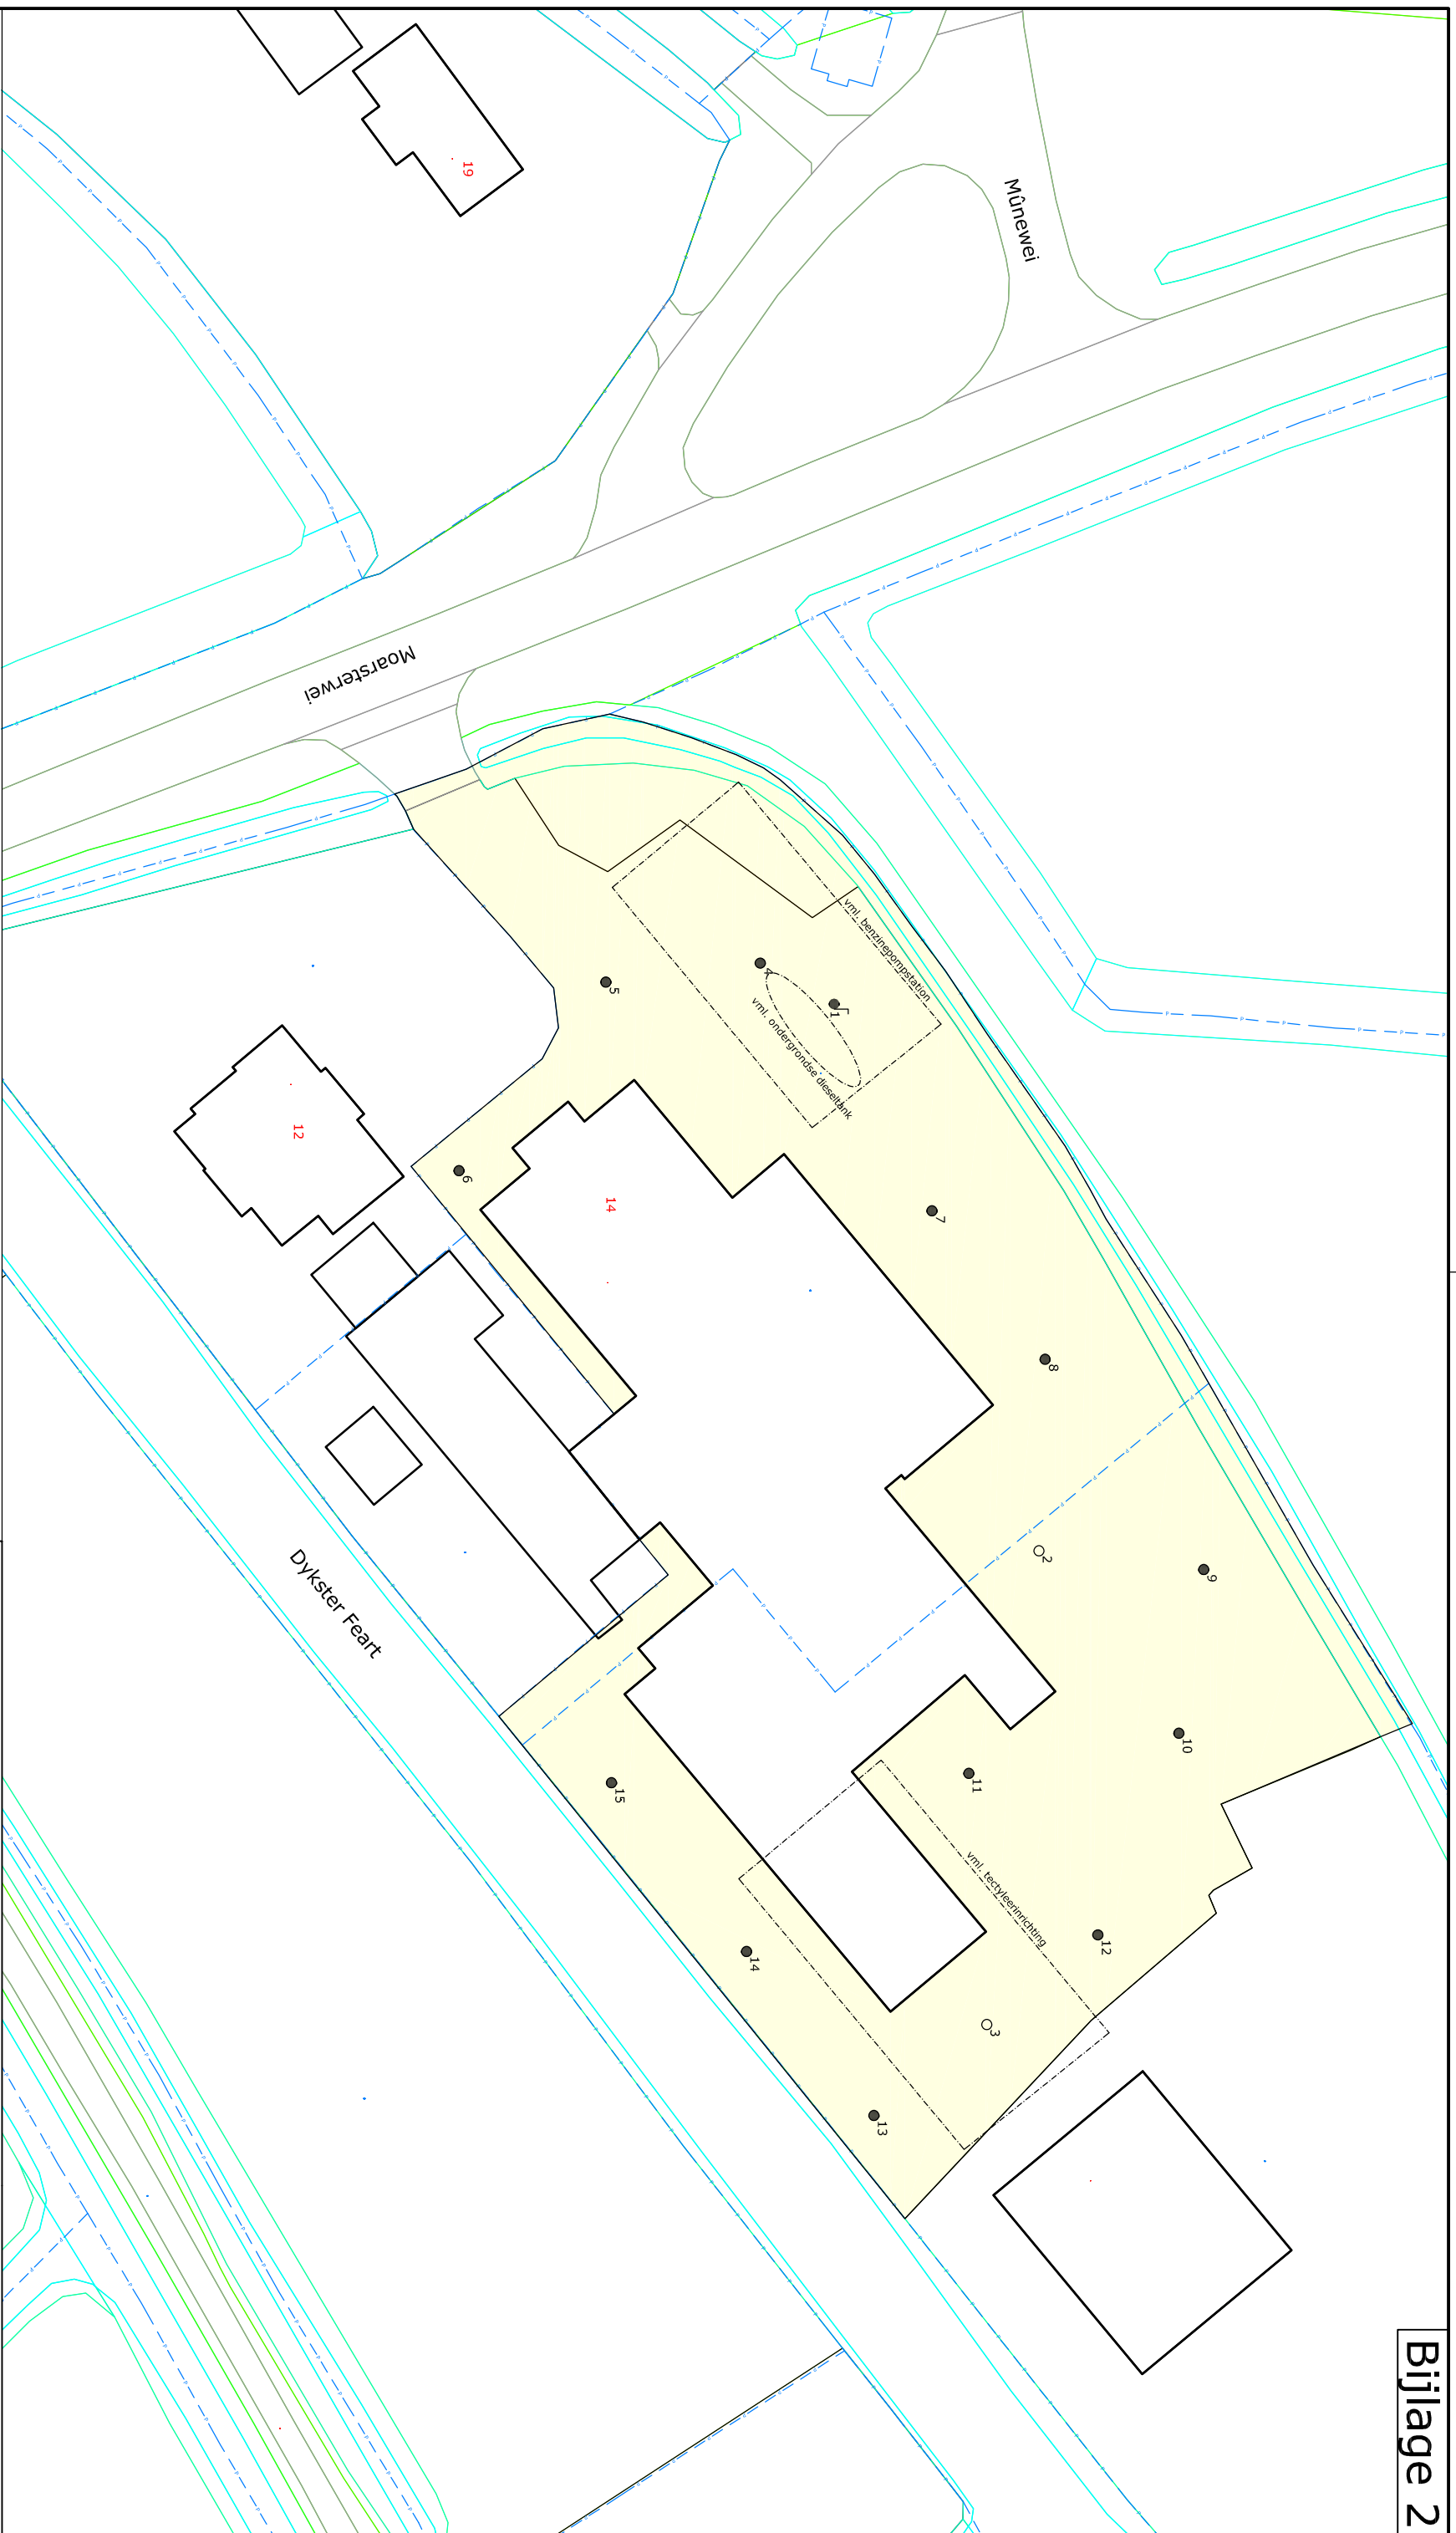 Bijlage 2
Mûnewei
Moarsterwei
Dykster Feart
19
12
14
vml. benzinepompstation
vml. ondergrondse dieseltank
vml. tectyleerinrichting
1
2
3
4
5
6
7
8
9
10
11
12
13
14
15